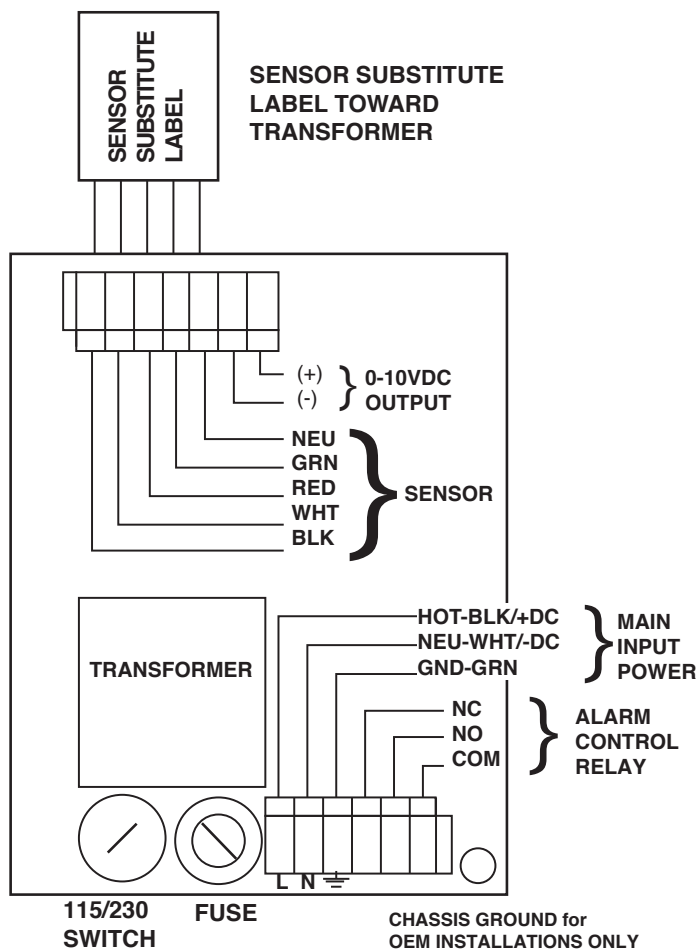 SENSOR
SUBSTITUTE
LABEL
SENSOR SUBSTITUTE
LABEL TOWARD
TRANSFORMER
(+)
(-)
0-10VDC
OUTPUT
NEU
GRN
RED
WHT
BLK
SENSOR
TRANSFORMER
HOT-BLK/+DC
NEU-WHT/-DC
GND-GRN
MAIN
INPUT
POWER
NC
NO
COM
ALARM
CONTROL
RELAY
L N
115/230
SWITCH
FUSE
CHASSIS GROUND for
OEM INSTALLATIONS ONLY